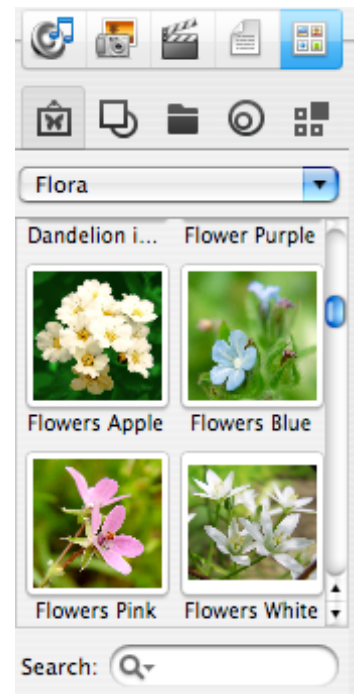 Flora
Dandelion i... Flower Purple
Flowers Apple Flowers Blue
Flowers Pink Flowers White
Search: